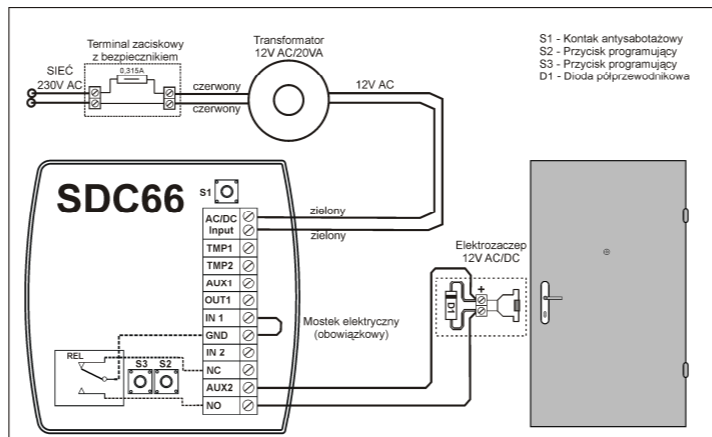 Transformator
12V AC/20VA
Terminal zaciskowy
z bezpiecznikiem
0,315A
SIEĆ
230V AC
czerwony
czerwony
12V AC
S1 - Kontak antysabotażowy
S2 - Przycisk programujący
S3 - Przycisk programujący
D1 - Dioda półprzewodnikowa
SDC66
S1
AC/DC
Input
TMP1
TMP2
AUX1
OUT1
IN 1
GND
IN 2
NC
AUX2
NO
zielony
zielony
Mostek elektryczny
(obowiązkowy)
REL
S3 S2
Elektrozaczep
12V AC/DC
+
D1